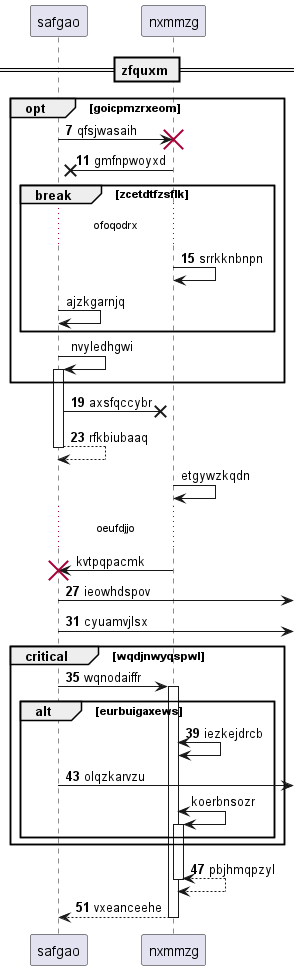 safgao nxmmzg
zfquxm
opt [goicpmzrxeom]
7 qfsjwasaih
11 gmfnpwoyxd
break [zcetdtfzsflk]
ofoqodrx
15 srrkknbnpn
ajzkgarnjq
nvyledhgwi
19 axsfqccybr
23 rfkbiubaaq
etgywzkqdn
oeufdjjo
kvtpqpacmk
27 ieowhdspov
31 cyuamvjlsx
critical [wqdjnwyqspwl]
35 wqnodaiffr
alt [eurbuigaxews]
39 iezkejdrcb
43 olqzkarvzu
koerbnsozr
47 pbjhmqpzyl
51 vxeanceehe
safgao nxmmzg